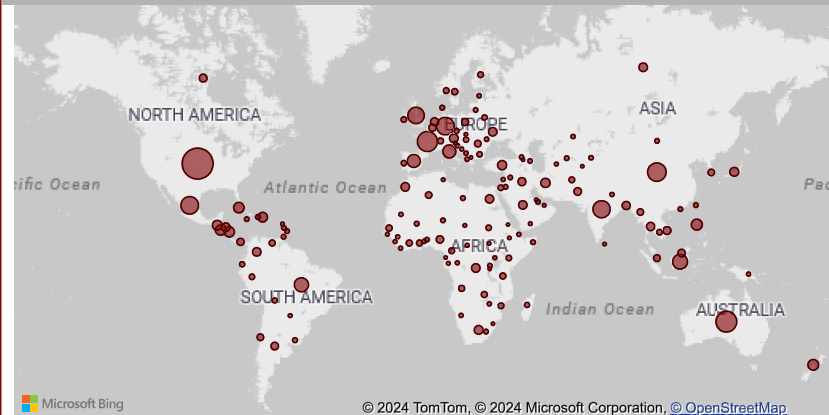 NORTH AMERICA
ASIA
EUROPE
ific Ocean
Atlantic Ocean
Pac
AFRICA
SOUTH AMERICA
Indian Ocean
AUSTRALIA
Microsoft Bing
© 2024 TomTom, © 2024 Microsoft Corporation, © OpenStreetMap